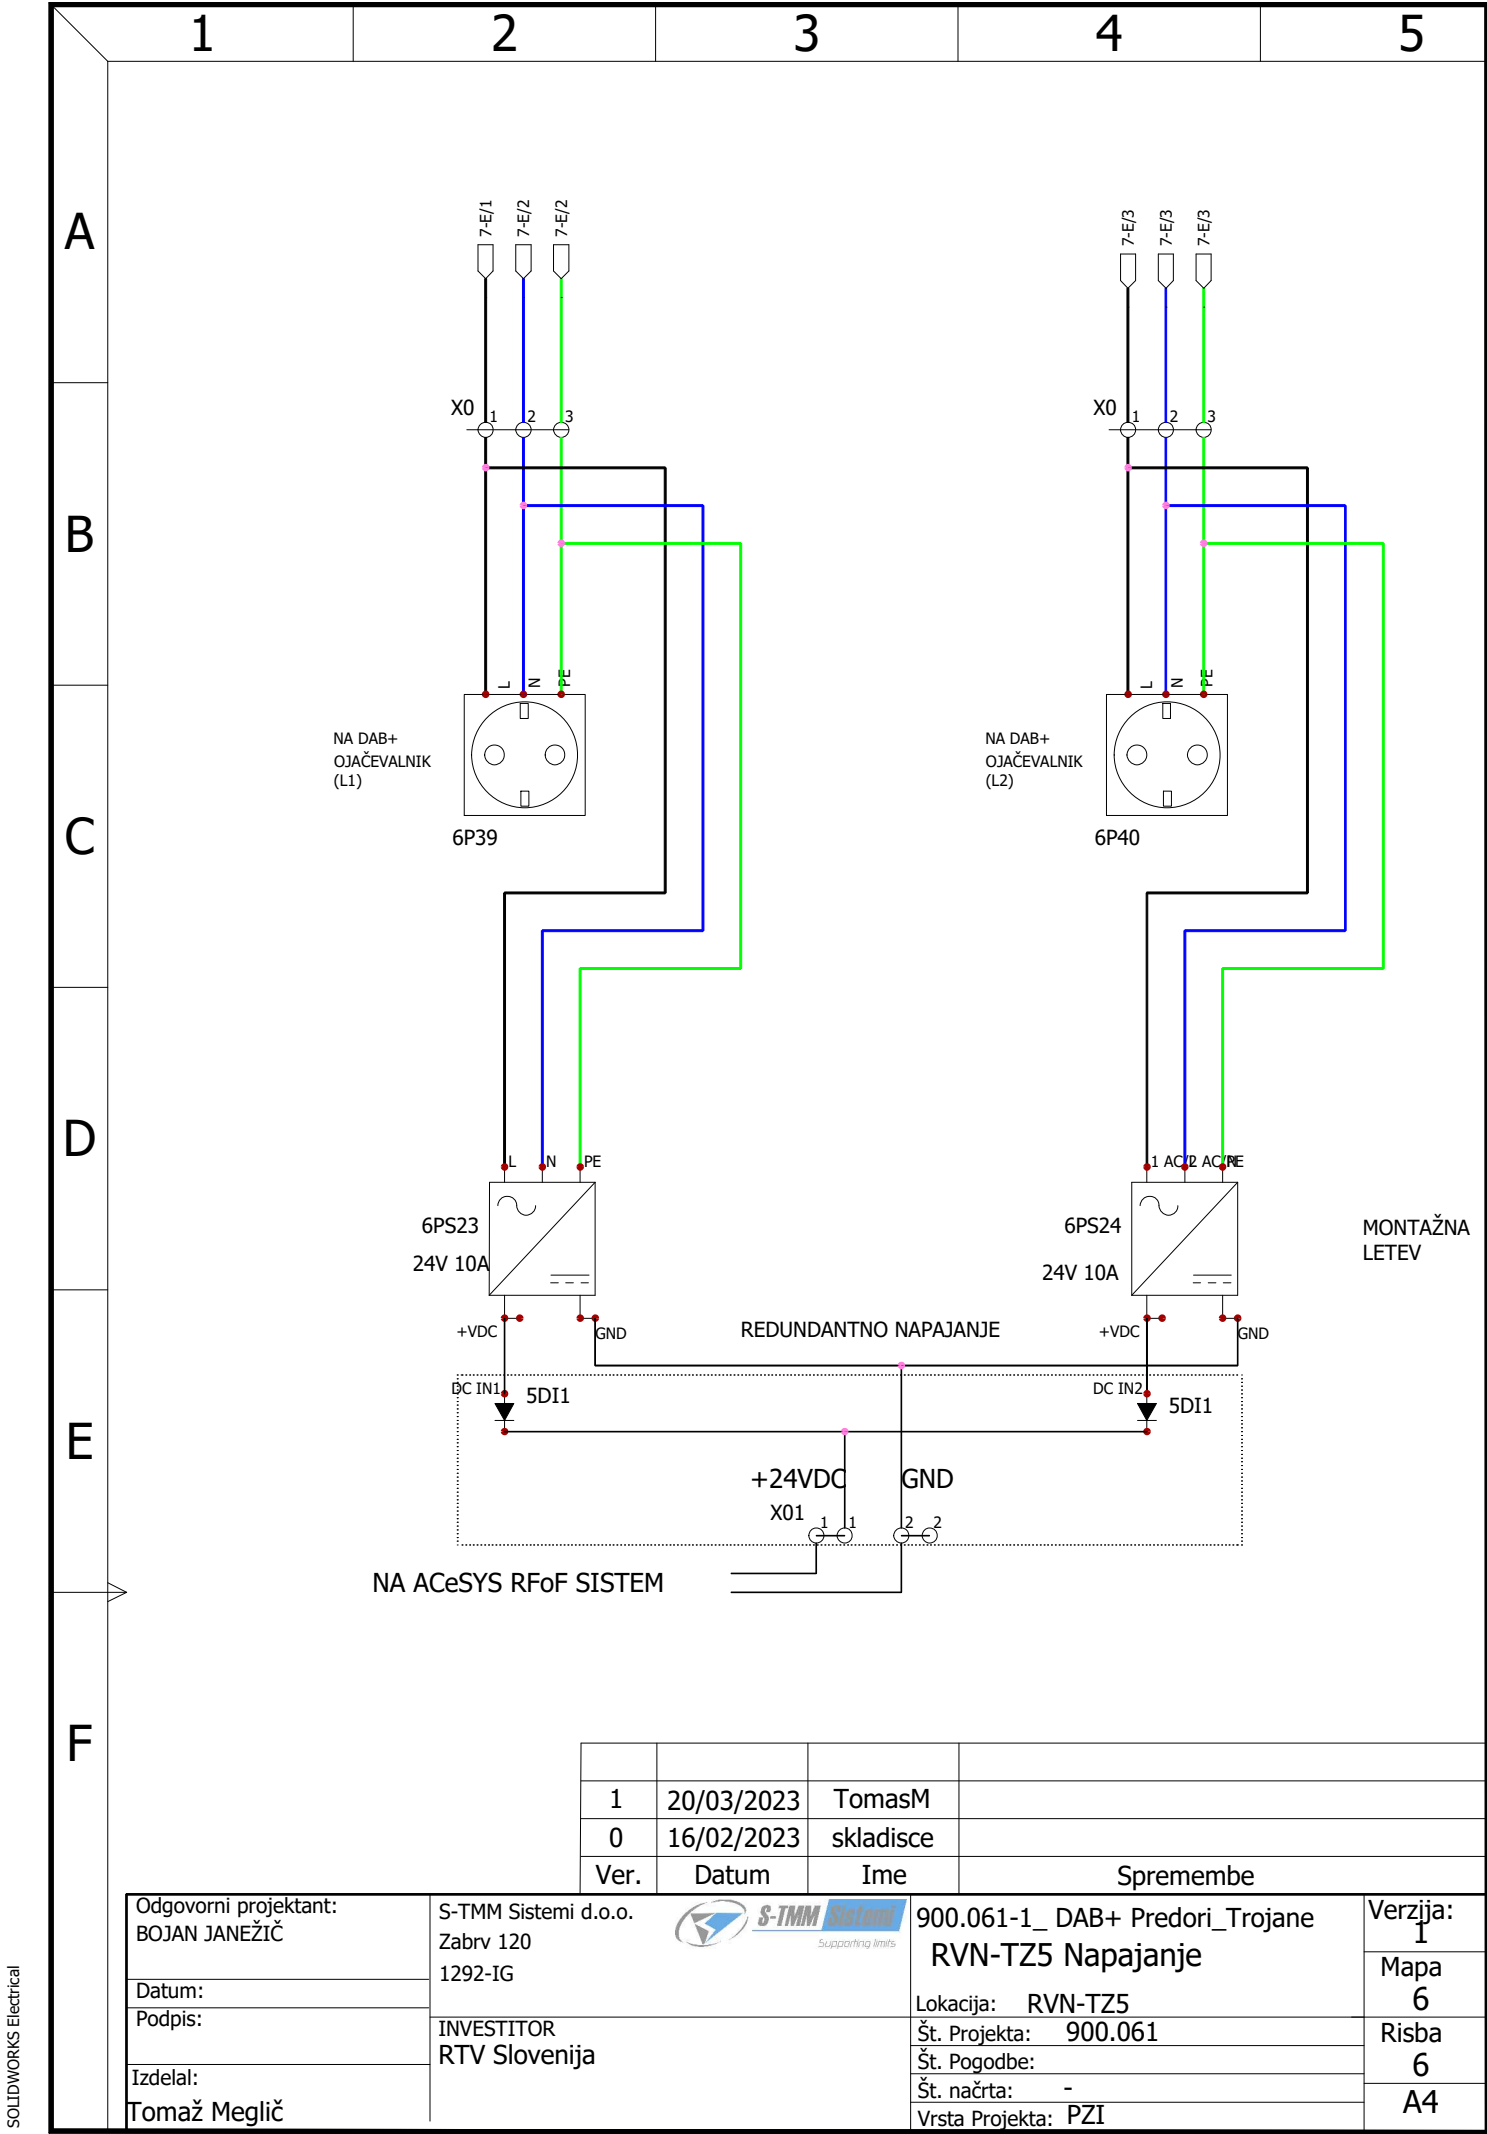 1 2 3 4 5
A
B
C
D
E
F
7-E/1 7-E/2 7-E/2
7-E/3 7-E/3 7-E/3
X0 1 2 3
X0 1 2 3
L N PE
L N PE
NA DAB+
OJAČEVALNIK
(L1)
6P39
NA DAB+
OJAČEVALNIK
(L2)
6P40
L N PE
6PS23
24V 10A
6PS24
24V 10A
MONTAŽNA
LETEV
+VDC GND
REDUNDANTNO NAPAJANJE
+VDC GND
DC IN1 5DI1
DC IN2 5DI1
+24VDC GND
X01 1 1 2 2
NA ACeSYS RFoF SISTEM
1 20/03/2023 TomasM
0 16/02/2023 skladisce
Ver. Datum Ime Spremembe
Odgovorni projektant:
BOJAN JANEŽIČ
Datum:
Podpis:
Izdelal:
Tomaž Meglič
S-TMM Sistemi d.o.o.
Zabrv 120
1292-IG
INVESTITOR
RTV Slovenija
S-TMM Sistemi
Supporting limits
900.061-1_ DAB+ Predori_Trojane
RVN-TZ5 Napajanje
Lokacija: RVN-TZ5
Št. Projekta: 900.061
Št. Pogodbe:
Št. načrta: -
Vrsta Projekta: PZI
Verzija:
1
Mapa
6
Risba
6
A4
SOLIDWORKS Electrical